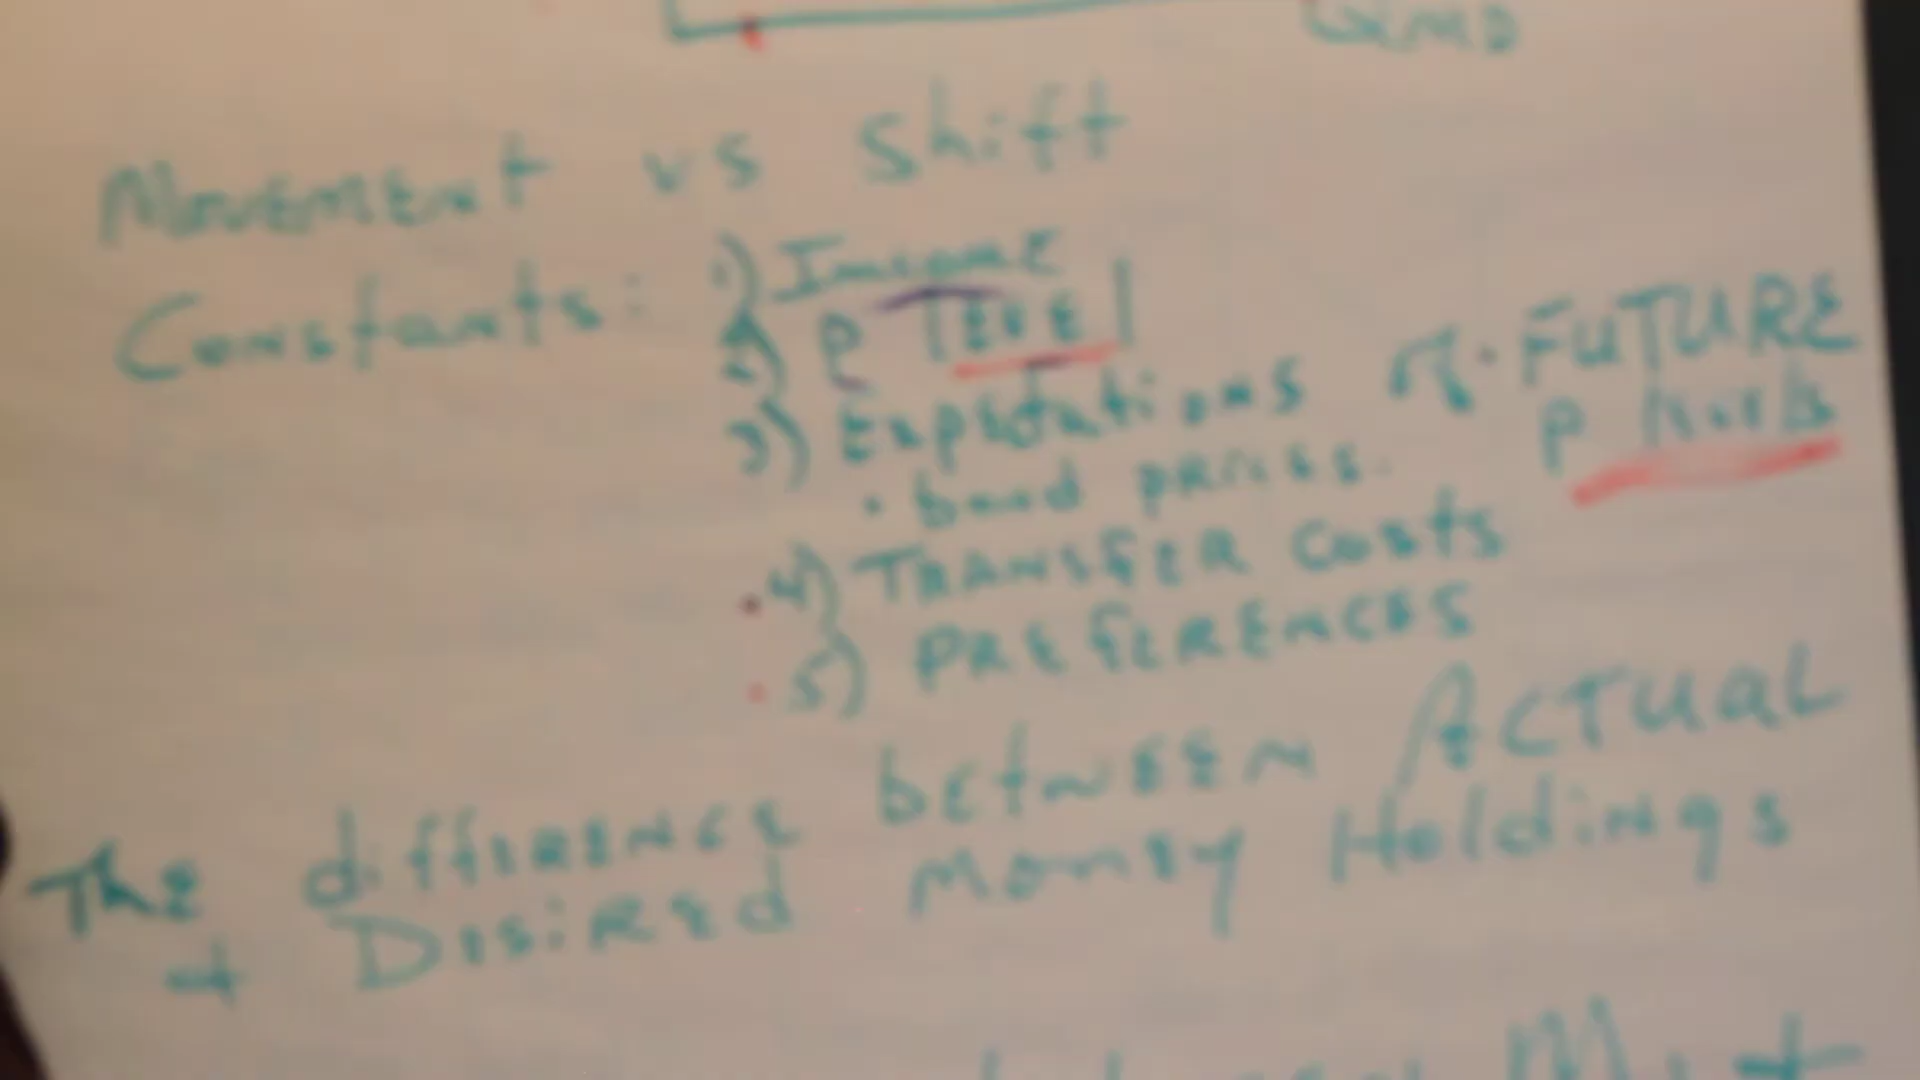 QMD
Movement vs Shift
Constants: 1) Income
2) P level
3) Expectations of • FUTURE
P levels
• bond prices.
4) TRANSFER costs
5) PREFERENCES
The difference between ACTUAL
+ Desired Money Holdings